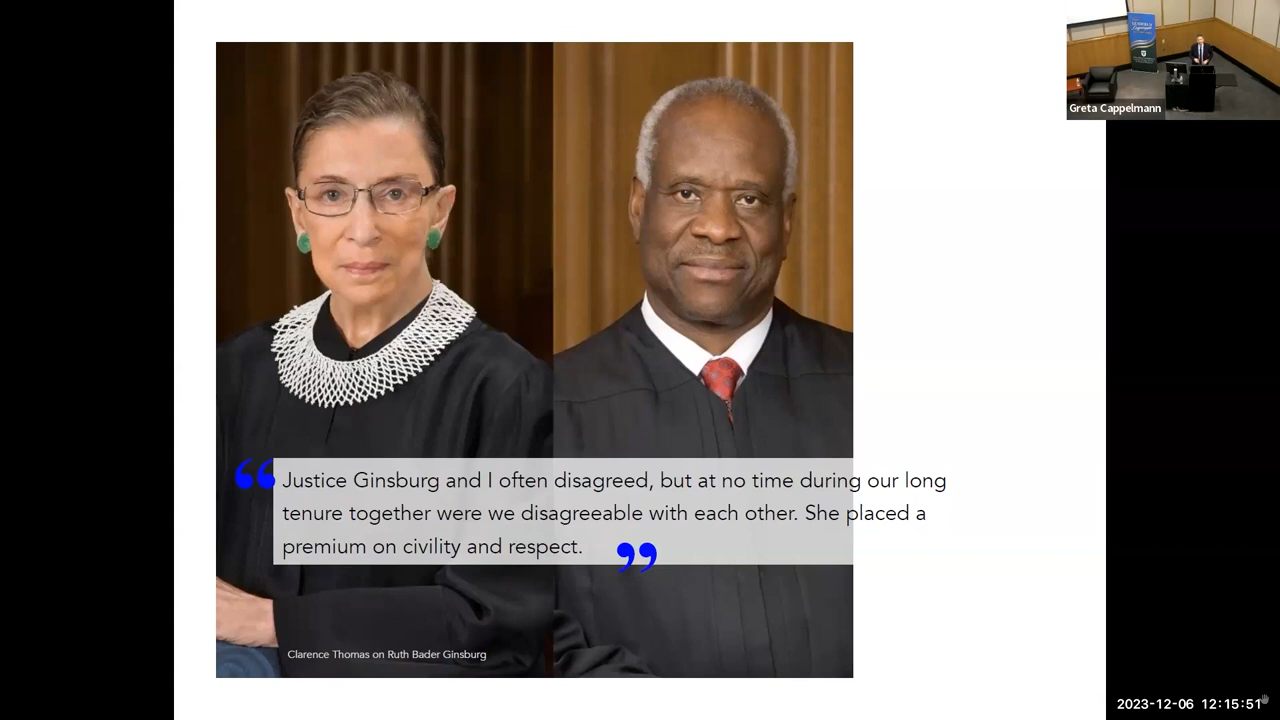 Greta Cappelmann
“Justice Ginsburg and I often disagreed, but at no time during our long
tenure together were we disagreeable with each other. She placed a
premium on civility and respect. ”
Clarence Thomas on Ruth Bader Ginsburg
2023-12-06 12:15:51